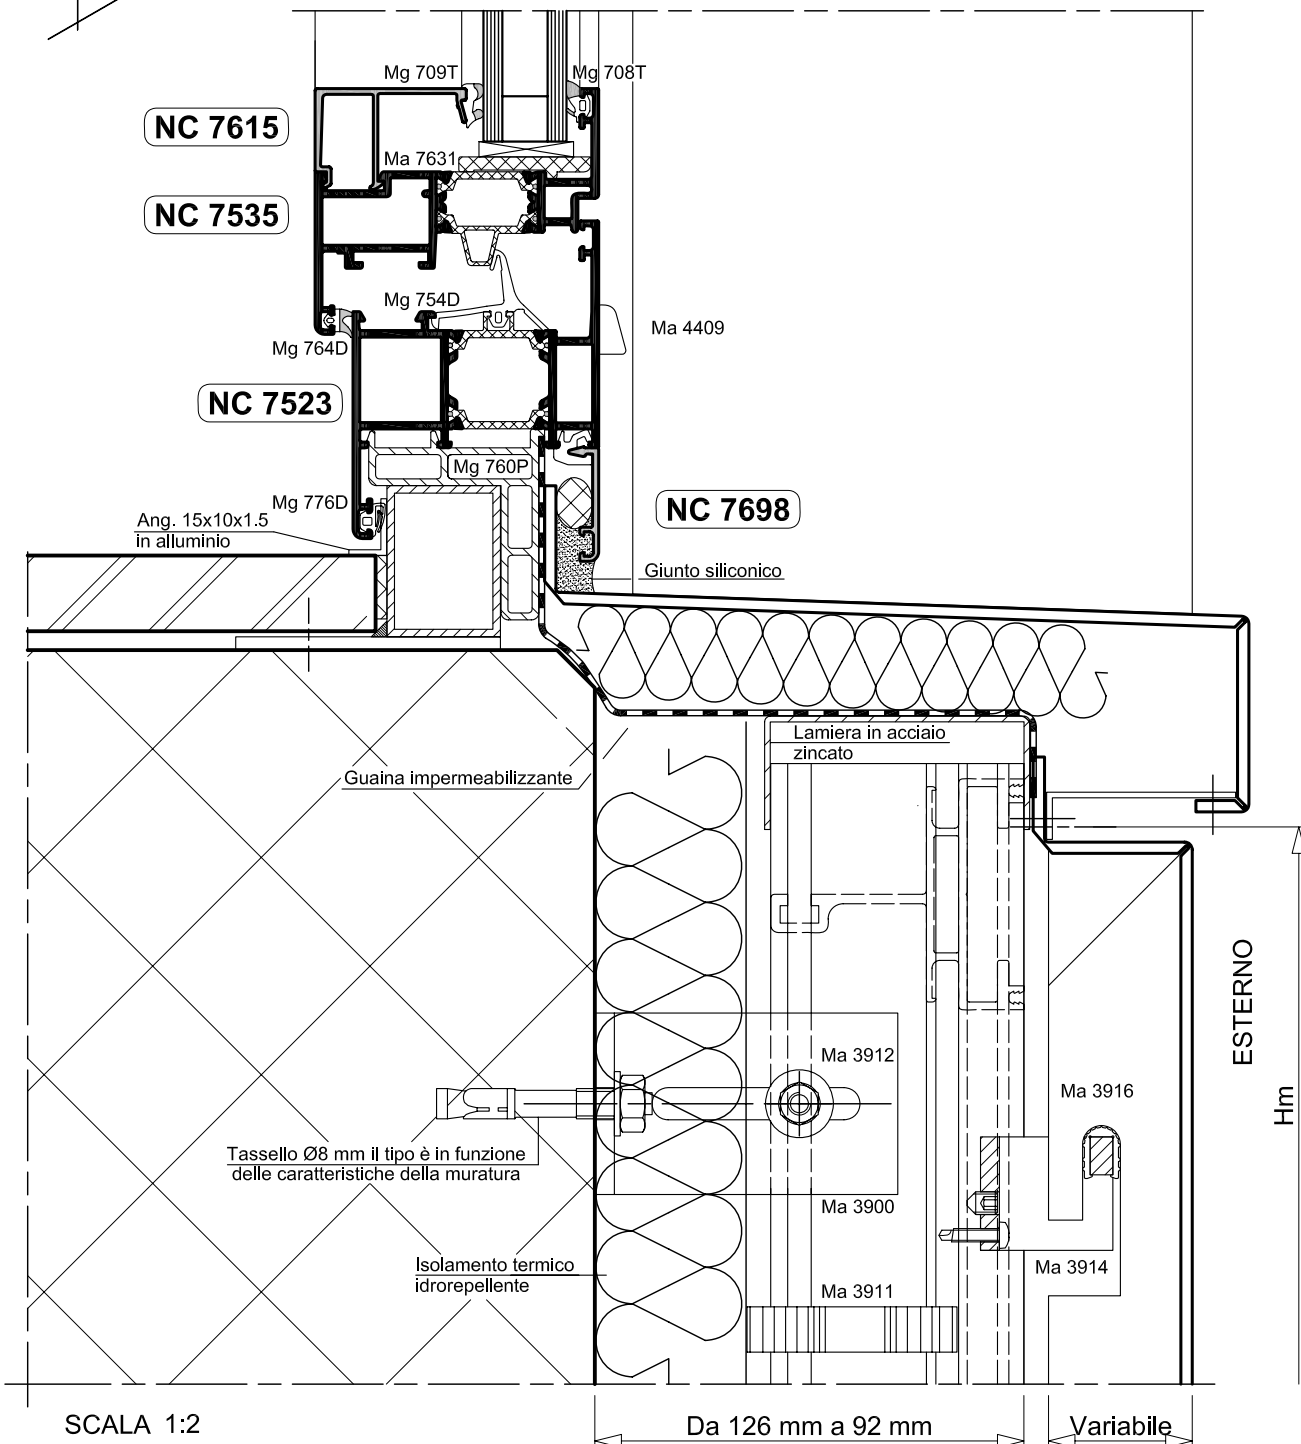 Mg 709T
Mg 708T
NC 7615
Ma 7631
NC 7535
Mg 754D
Ma 4409
Mg 764D
NC 7523
Mg 760P
Mg 776D
NC 7698
Ang. 15x10x1.5
in alluminio
Giunto siliconico
Lamiera in acciaio
zincato
Guaina impermeabilizzante
ESTERNO
Ma 3912
Ma 3916
Hm
Tassello Ø8 mm il tipo è in funzione
delle caratteristiche della muratura
Ma 3900
Isolamento termico
idrorepellente
Ma 3914
Ma 3911
SCALA 1:2
Da 126 mm a 92 mm
Variabile